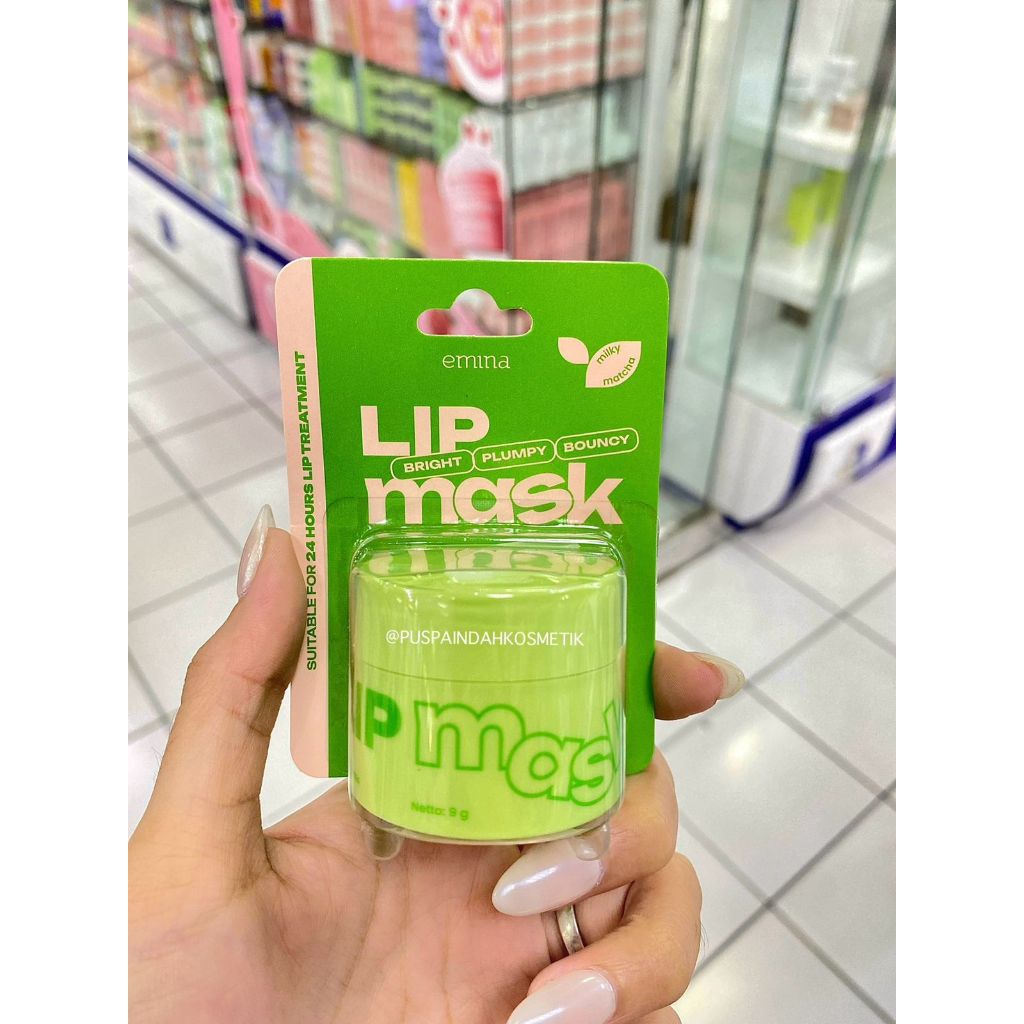 emina
milky
matcha
LIP
BRIGHT PLUMPY BOUNCY
mask
SUITABLE FOR 24 HOURS LIP TREATMENT
@PUSPAINDAHKOSMETIK
IP mas
Netto: 9 g